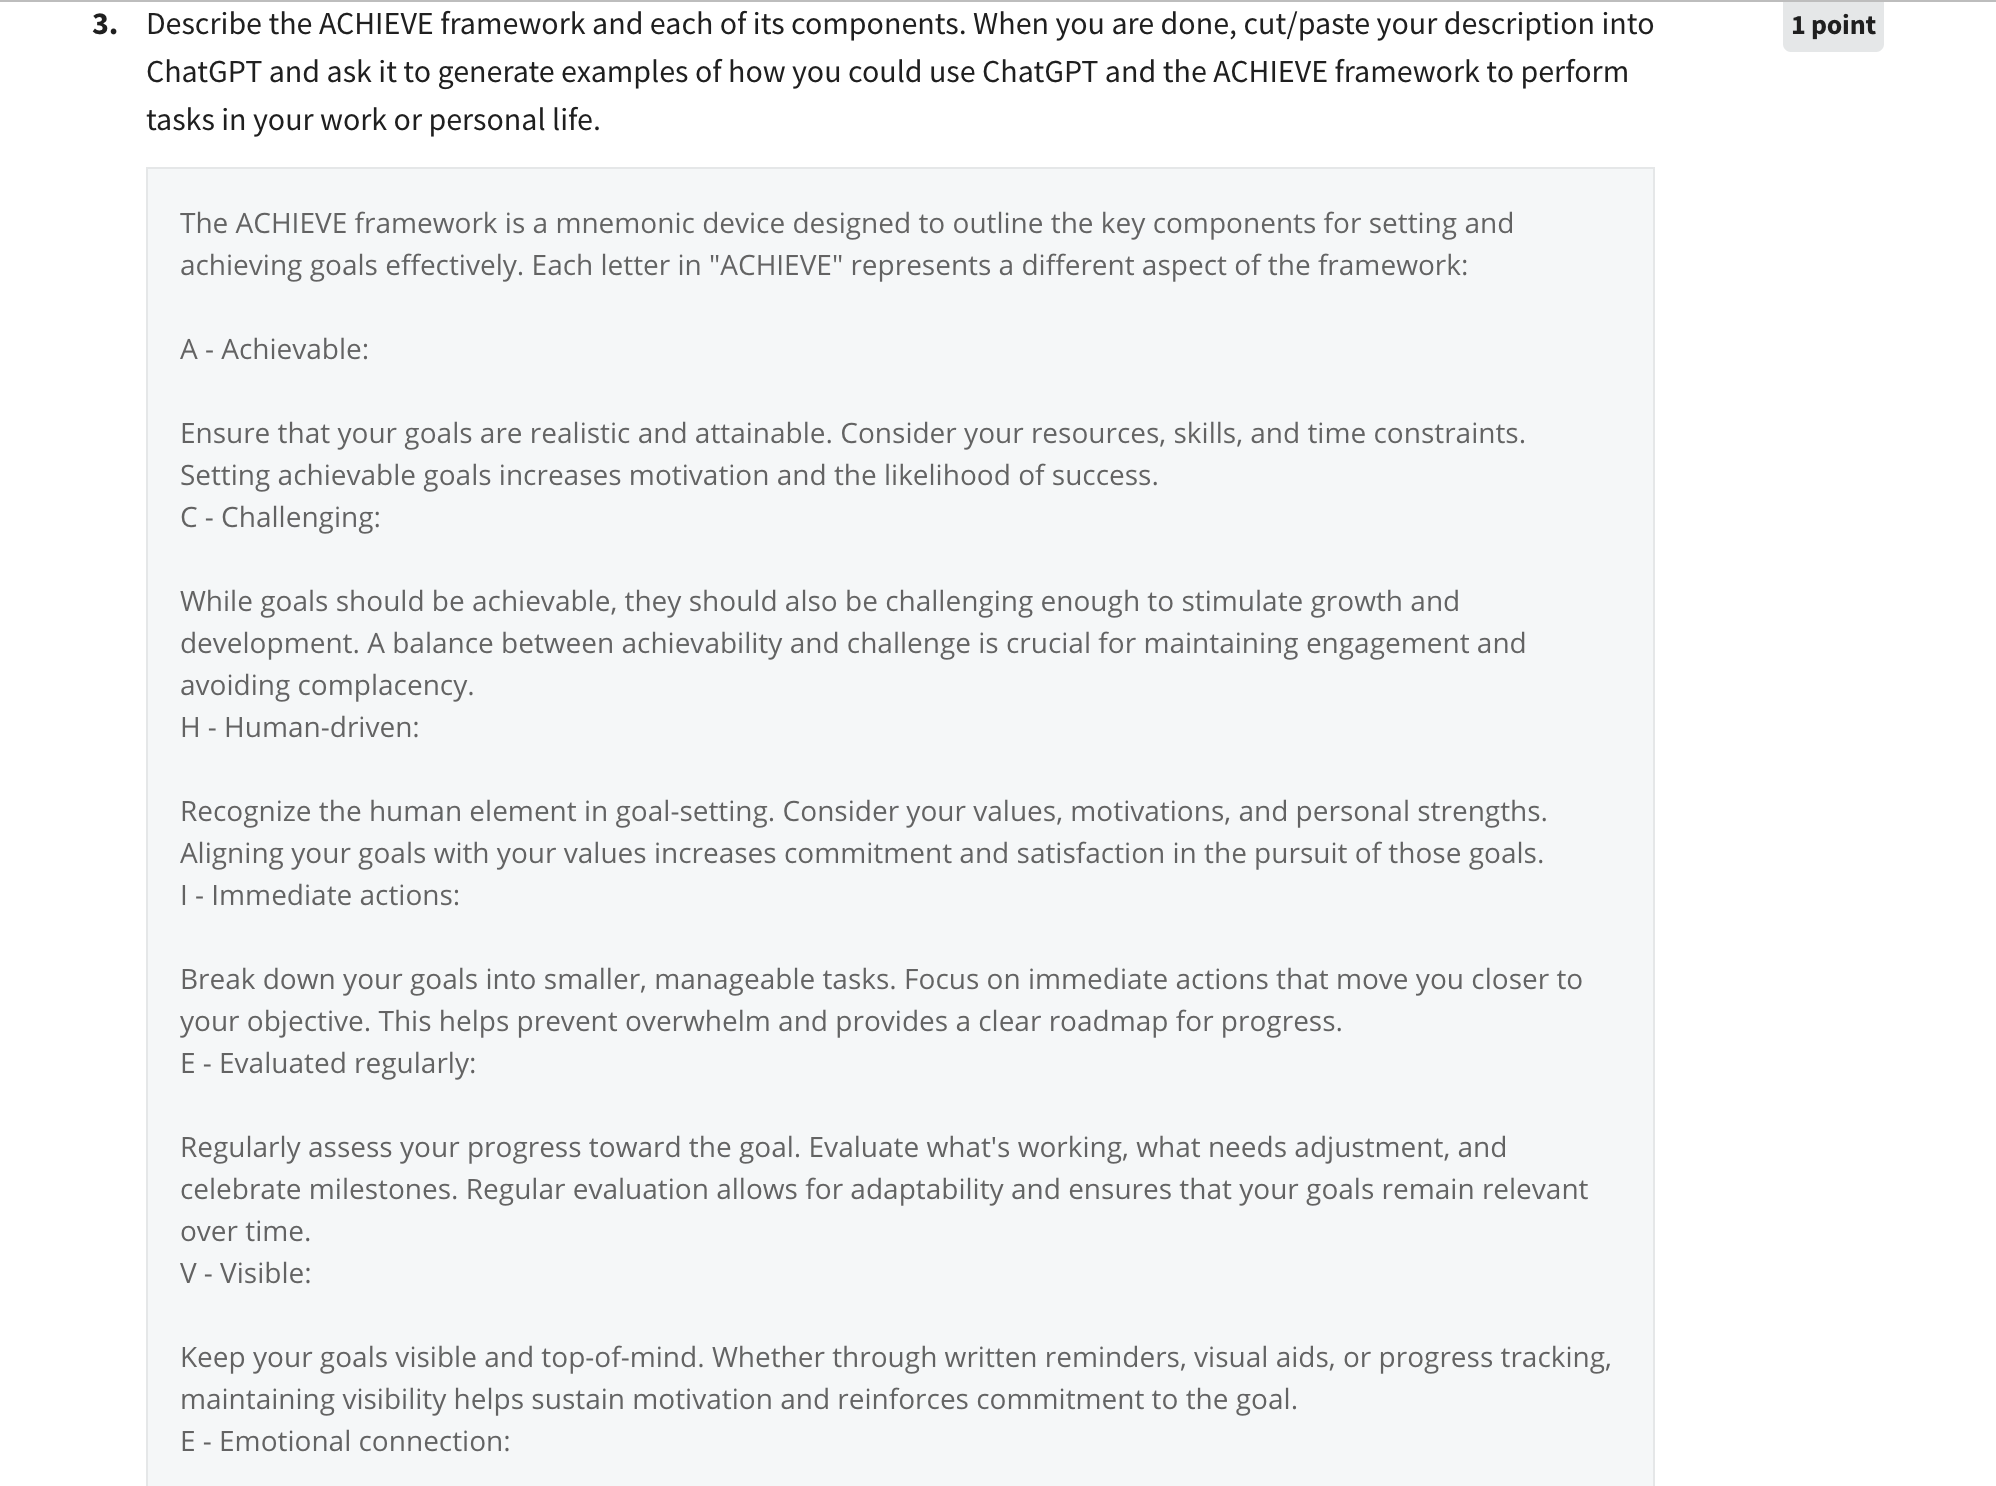 3. Describe the ACHIEVE framework and each of its components. When you are done, cut/paste your description into
1 point
ChatGPT and ask it to generate examples of how you could use ChatGPT and the ACHIEVE framework to perform
tasks in your work or personal life.
The ACHIEVE framework is a mnemonic device designed to outline the key components for setting and
achieving goals effectively. Each letter in "ACHIEVE" represents a different aspect of the framework:
A - Achievable:
Ensure that your goals are realistic and attainable. Consider your resources, skills, and time constraints.
Setting achievable goals increases motivation and the likelihood of success.
C - Challenging:
While goals should be achievable, they should also be challenging enough to stimulate growth and
development. A balance between achievability and challenge is crucial for maintaining engagement and
avoiding complacency.
H - Human-driven:
Recognize the human element in goal-setting. Consider your values, motivations, and personal strengths.
Aligning your goals with your values increases commitment and satisfaction in the pursuit of those goals.
I - Immediate actions:
Break down your goals into smaller, manageable tasks. Focus on immediate actions that move you closer to
your objective. This helps prevent overwhelm and provides a clear roadmap for progress.
E - Evaluated regularly:
Regularly assess your progress toward the goal. Evaluate what's working, what needs adjustment, and
celebrate milestones. Regular evaluation allows for adaptability and ensures that your goals remain relevant
over time.
V - Visible:
Keep your goals visible and top-of-mind. Whether through written reminders, visual aids, or progress tracking,
maintaining visibility helps sustain motivation and reinforces commitment to the goal.
E - Emotional connection: